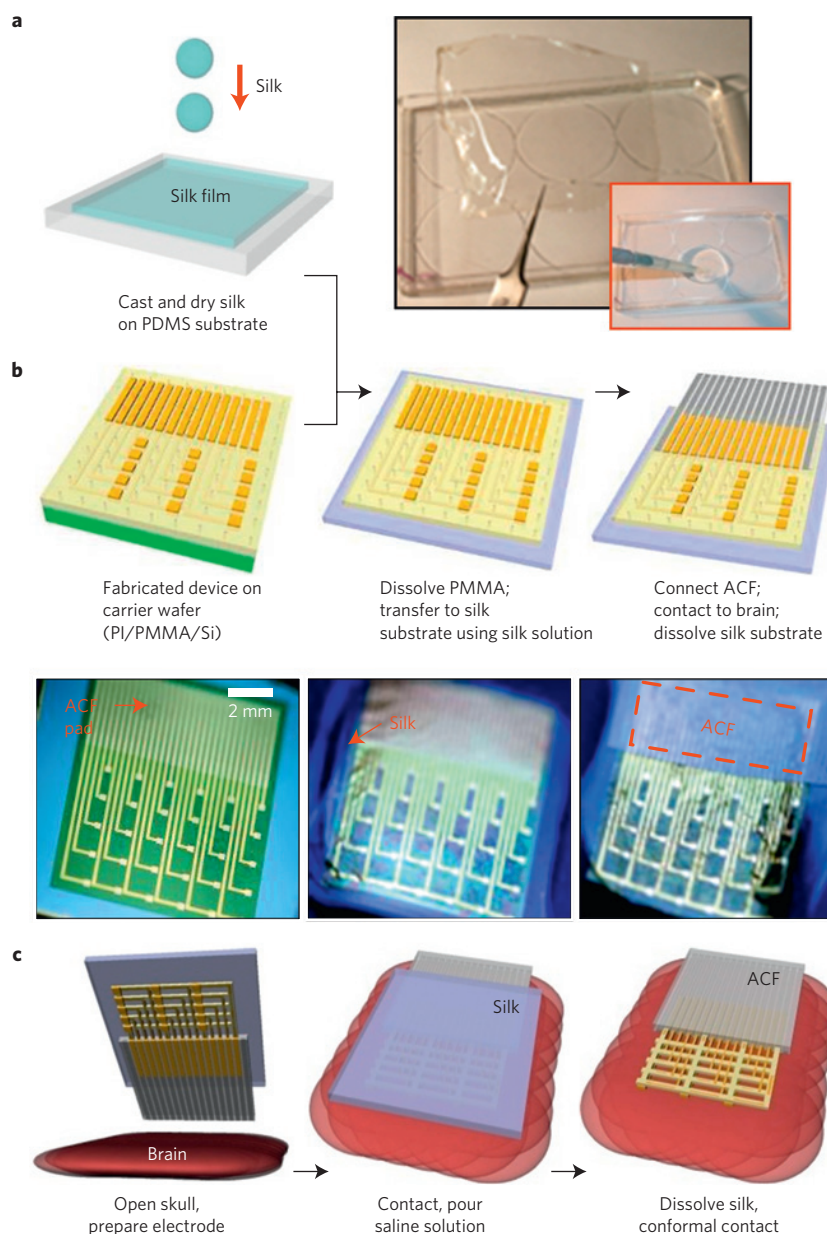 a
Silk
Silk film
Cast and dry silk
on PDMS substrate
b
Fabricated device on
carrier wafer
(PI/PMMA/Si)
Dissolve PMMA;
transfer to silk
substrate using silk solution
Connect ACF;
contact to brain;
dissolve silk substrate
ACF
pad
2 mm
Silk
ACF
c
Brain
Silk
ACF
Open skull,
prepare electrode
Contact, pour
saline solution
Dissolve silk,
conformal contact